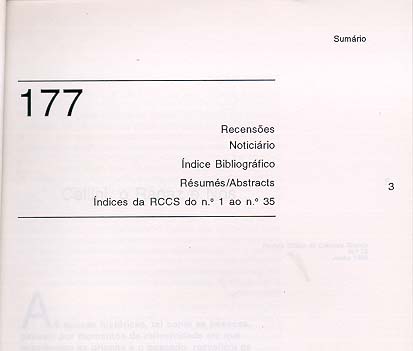 Sumário
177
Recensões
Noticiário
Índice Bibliográfico
Résumés/Abstracts
3
Índices da RCCS do n.º 1 ao n.º 35